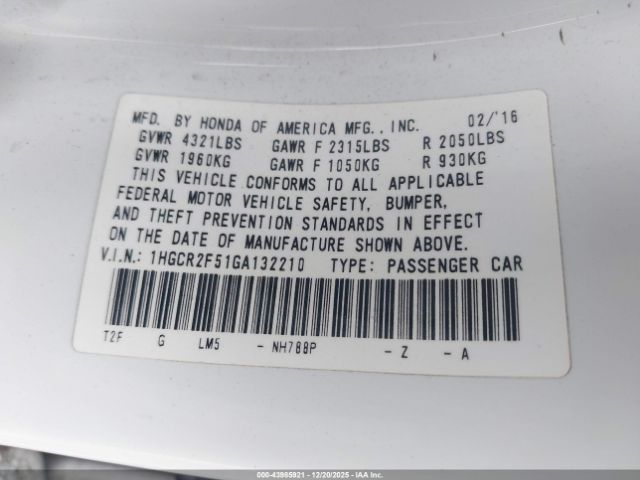 MFD. BY HONDA OF AMERICA MFG., INC. 02/'16
GVWR 4321LBS GAWR F 2315LBS R 2050LBS
GVWR 1960KG GAWR F 1050KG R 930KG
THIS VEHICLE CONFORMS TO ALL APPLICABLE
FEDERAL MOTOR VEHICLE SAFETY, BUMPER,
AND THEFT PREVENTION STANDARDS IN EFFECT
ON THE DATE OF MANUFACTURE SHOWN ABOVE.
V.I.N.: 1HGCR2F51GA132210 TYPE: PASSENGER CAR
T2F G LM5 - NH788P - Z - A
000-43985921 | 12/20/2025 | IAA Inc.